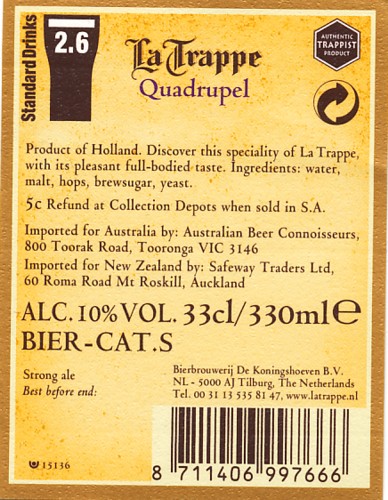 Standard Drinks
2.6
La Trappe
Quadrupel
AUTHENTIC
TRAPPIST
PRODUCT
Product of Holland. Discover this speciality of La Trappe,
with its pleasant full-bodied taste. Ingredients: water,
malt, hops, brewsugar, yeast.
5c Refund at Collection Depots when sold in S.A.
Imported for Australia by: Australian Beer Connoisseurs,
800 Toorak Road, Tooronga VIC 3146
Imported for New Zealand by: Safeway Traders Ltd,
60 Roma Road Mt Roskill, Auckland
ALC. 10% VOL. 33cl/330ml ℮
BIER-CAT.S
Strong ale
Best before end:
Bierbrouwerij De Koningshoeven B.V.
NL - 5000 AJ Tilburg, The Netherlands
Tel. 00 31 13 535 81 47, www.latrappe.nl
15136
8 711406 997666